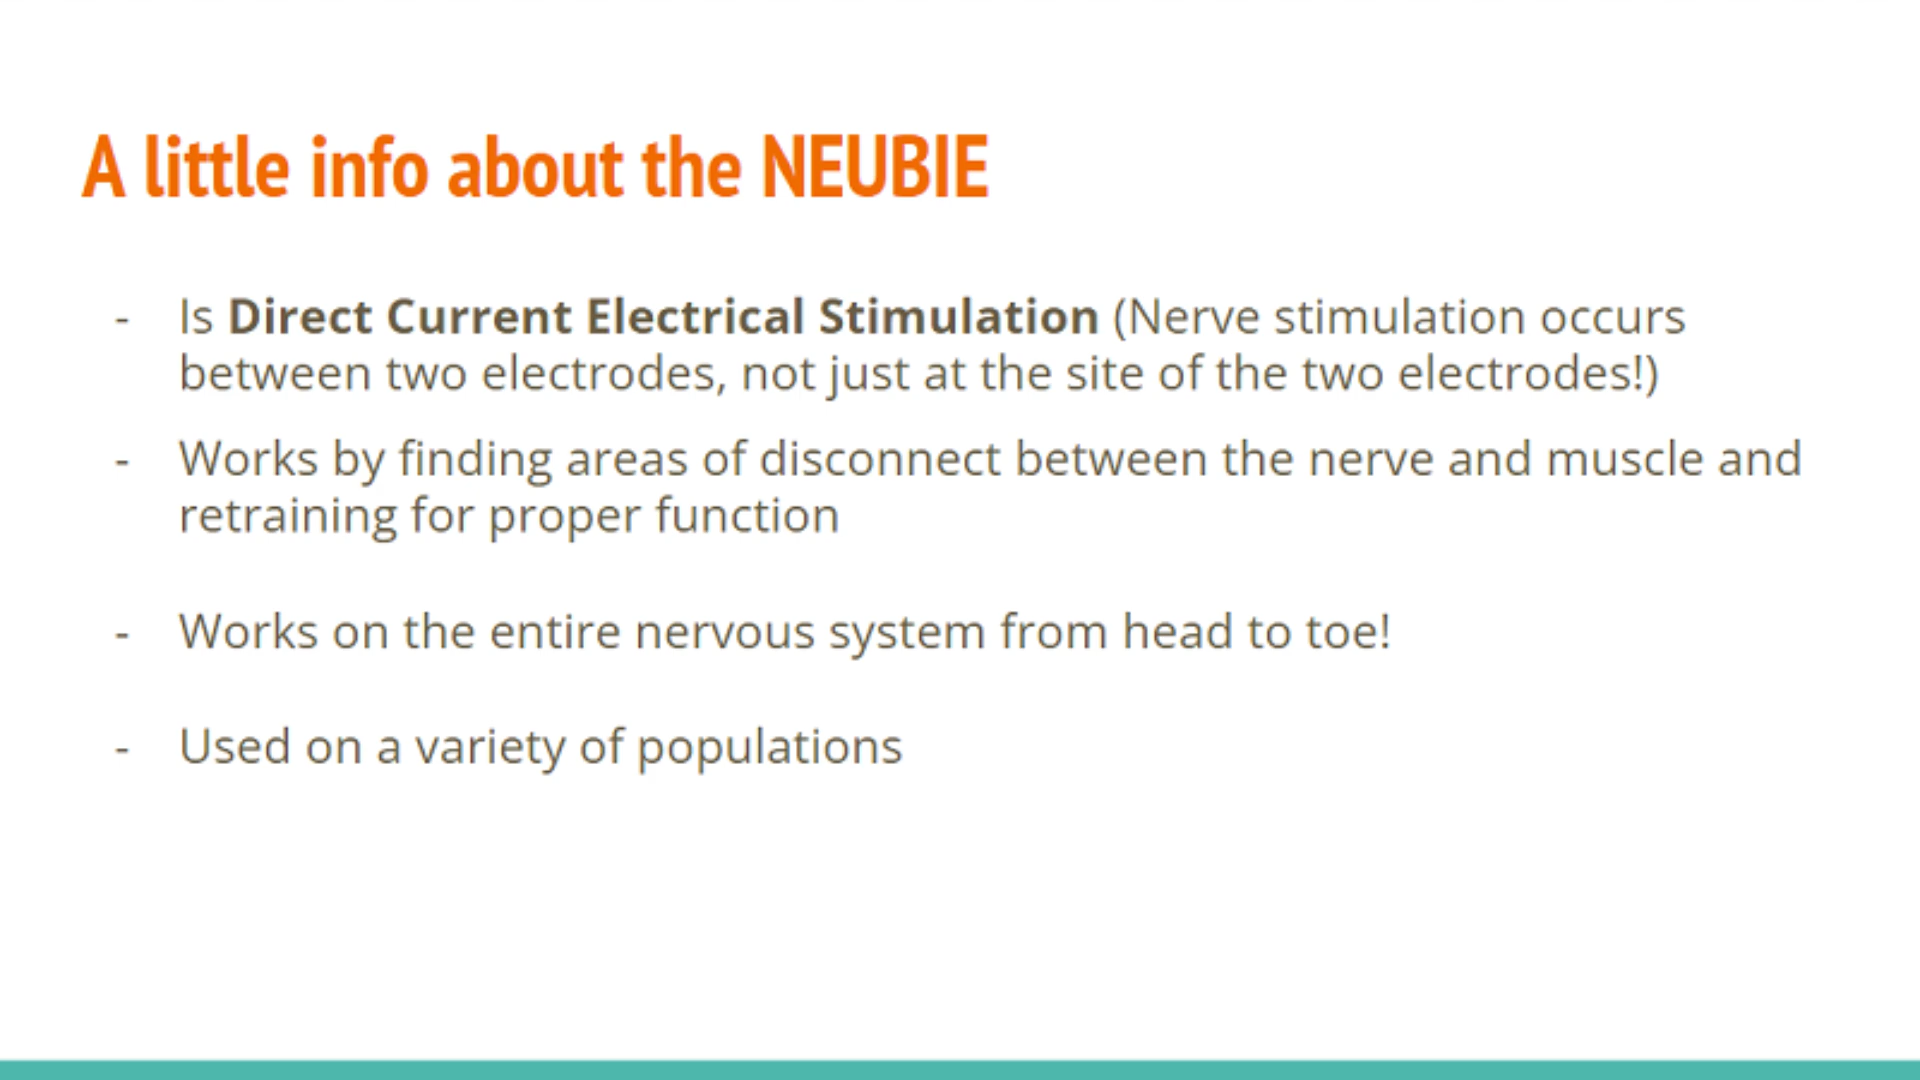 A little info about the NEUBIE
- Is Direct Current Electrical Stimulation (Nerve stimulation occurs
between two electrodes, not just at the site of the two electrodes!)
- Works by finding areas of disconnect between the nerve and muscle and
retraining for proper function
- Works on the entire nervous system from head to toe!
- Used on a variety of populations